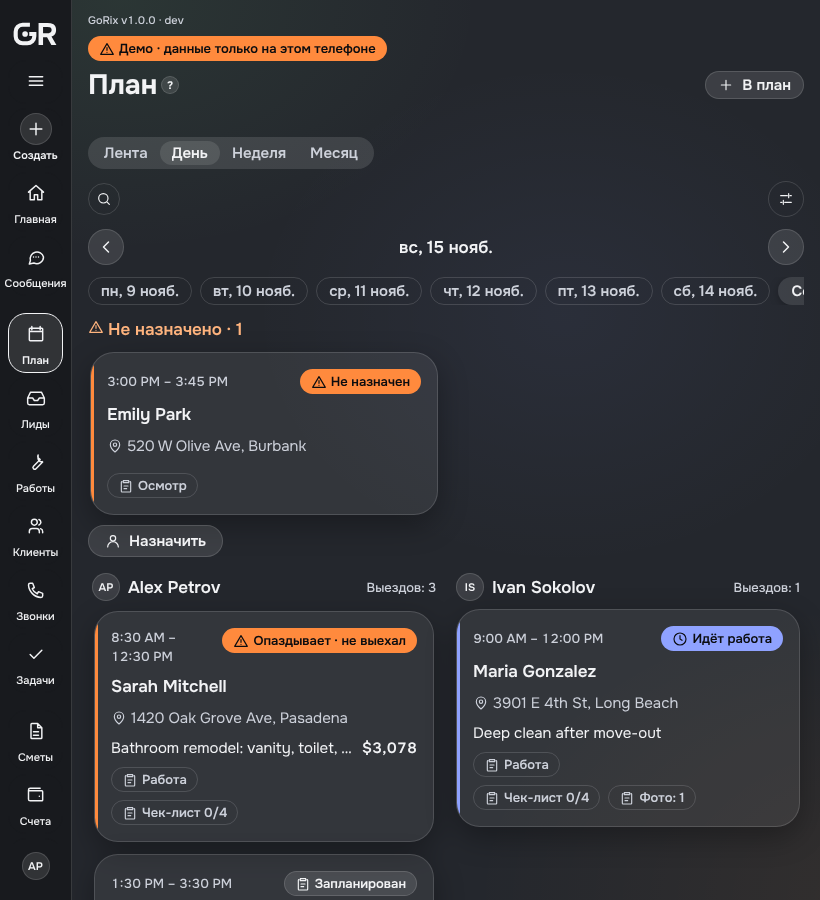 GoRix v1.0.0 · dev
Демо · данные только на этом телефоне
План ?
В план
Лента День Неделя Месяц
вс, 15 нояб.
пн, 9 нояб. вт, 10 нояб. ср, 11 нояб. чт, 12 нояб. пт, 13 нояб. сб, 14 нояб.
Не назначено · 1
3:00 PM – 3:45 PM Не назначен
Emily Park
520 W Olive Ave, Burbank
Осмотр
Назначить
AP Alex Petrov Выездов: 3
8:30 AM –
12:30 PM
Опаздывает · не выехал
Sarah Mitchell
1420 Oak Grove Ave, Pasadena
Bathroom remodel: vanity, toilet, ... $3,078
Работа
Чек-лист 0/4
1:30 PM – 3:30 PM Запланирован
IS Ivan Sokolov Выездов: 1
9:00 AM – 12:00 PM Идёт работа
Maria Gonzalez
3901 E 4th St, Long Beach
Deep clean after move-out
Работа
Чек-лист 0/4 Фото: 1
GR
Создать
Главная
Сообщения
План
Лиды
Работы
Клиенты
Звонки
Задачи
Сметы
Счета
AP